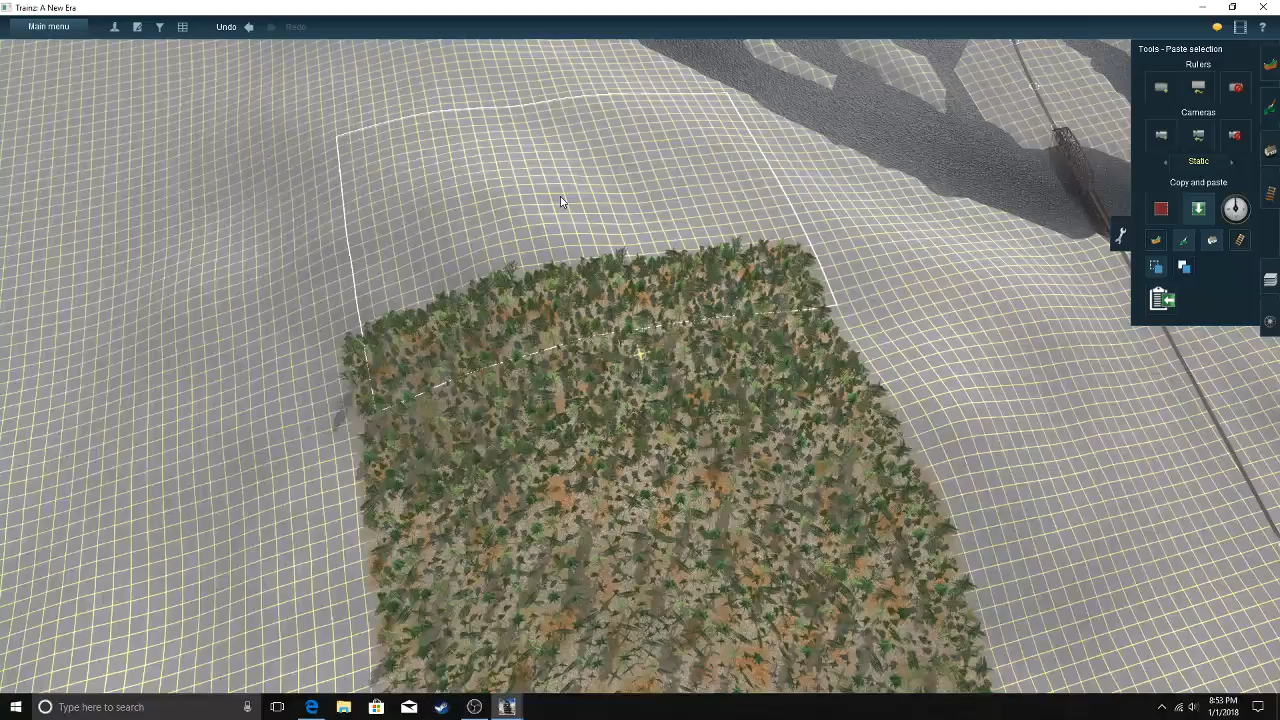 Trainz: A New Era
Main menu
Undo
Redo
Tools - Paste selection
Rulers
Cameras
Static
Copy and paste
Type here to search
8:53 PM
1/1/2018